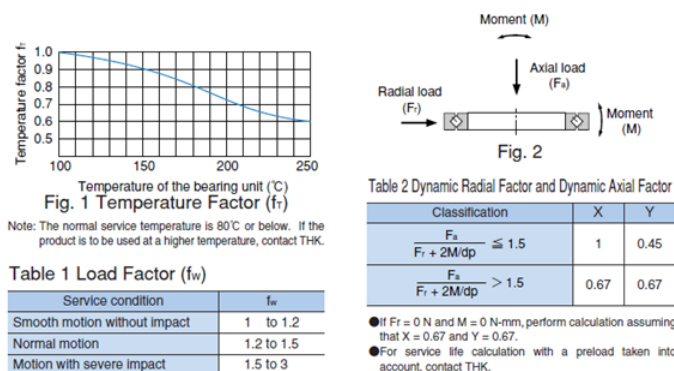 Temperature factor fT
1.0
0.9
0.8
0.7
0.6
0.5
100 150 200 250
Temperature of the bearing unit (℃)
Fig. 1 Temperature Factor (fT)
Note: The normal service temperature is 80℃ or below. If the
product is to be used at a higher temperature, contact THK.
Table 1 Load Factor (fw)
Service condition fw
Smooth motion without impact 1 to 1.2
Normal motion 1.2 to 1.5
Motion with severe impact 1.5 to 3
Moment (M)
Axial load
(Fa)
Radial load
(Fr)
Moment
(M)
Fig. 2
Table 2 Dynamic Radial Factor and Dynamic Axial Factor
Classification X Y
Fa
Fr + 2M/dp
≦ 1.5 1 0.45
Fa
Fr + 2M/dp
> 1.5 0.67 0.67
●If Fr = 0 N and M = 0 N-mm, perform calculation assuming
that X = 0.67 and Y = 0.67.
●For service life calculation with a preload taken into
account, contact THK.